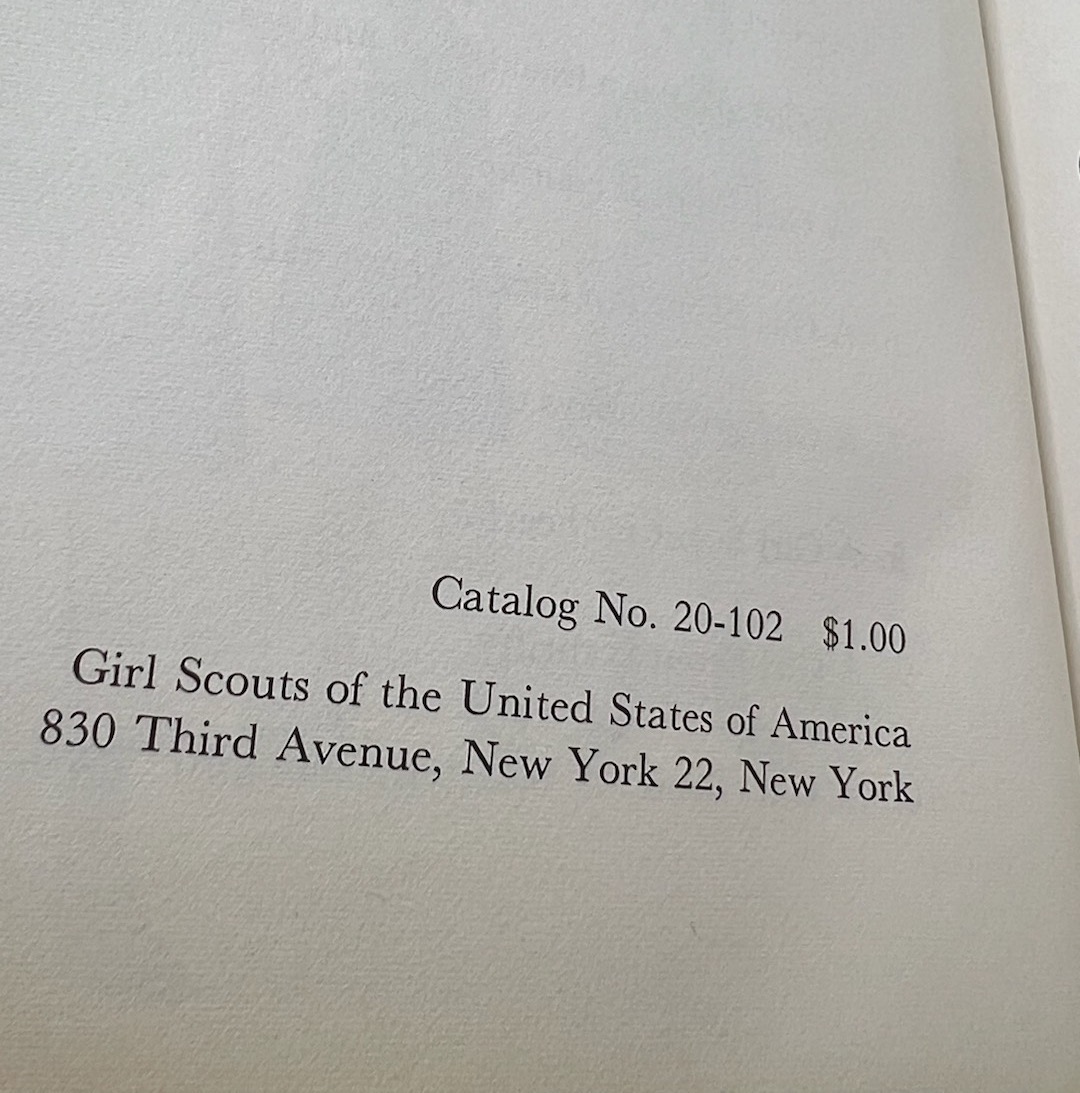 Catalog No. 20-102 $1.00
Girl Scouts of the United States of America
830 Third Avenue, New York 22, New York